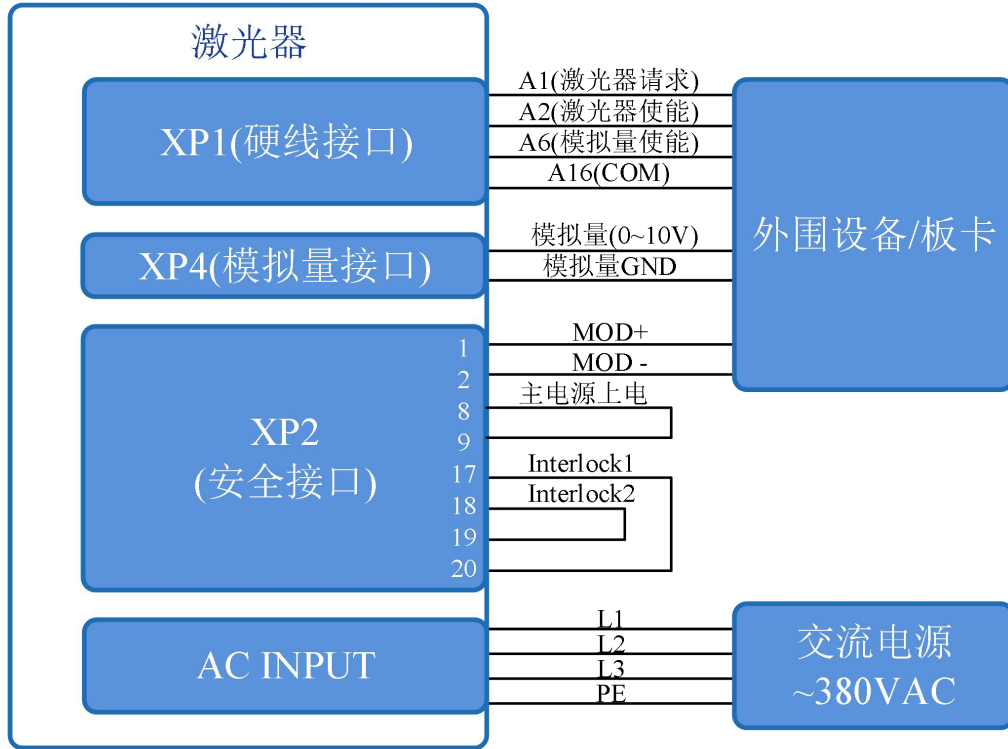 激光器
XP1(硬线接口)
A1(激光器请求)
A2(激光器使能)
A6(模拟量使能)
A16(COM)
外围设备/板卡
XP4(模拟量接口)
模拟量(0~10V)
模拟量GND
XP2
(安全接口)
1
2
8
9
17
18
19
20
MOD+
MOD -
主电源上电
Interlock1
Interlock2
AC INPUT
L1
L2
L3
PE
交流电源
~380VAC